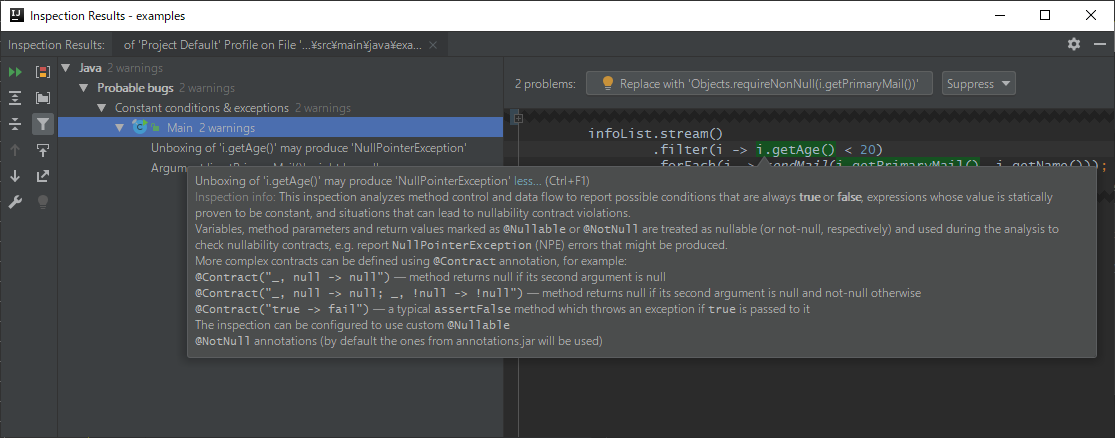 Inspection Results - examples
Inspection Results: of 'Project Default' Profile on File '...¥src¥main¥java¥exa...
Java 2 warnings
Probable bugs 2 warnings
Constant conditions & exceptions 2 warnings
Main 2 warnings
Unboxing of 'i.getAge()' may produce 'NullPointerException'
2 problems: Replace with 'Objects.requireNonNull(i.getPrimaryMail())' Suppress
infoList.stream()
.filter(i -> i.getAge() < 20)
.forEach(i -> sendMail(i.getPrimaryMail(), i.getName()));
Unboxing of 'i.getAge()' may produce 'NullPointerException' less... (Ctrl+F1)
Inspection info: This inspection analyzes method control and data flow to report possible conditions that are always true or false, expressions whose value is statically
proven to be constant, and situations that can lead to nullability contract violations.
Variables, method parameters and return values marked as @Nullable or @NotNull are treated as nullable (or not-null, respectively) and used during the analysis to
check nullability contracts, e.g. report NullPointerException (NPE) errors that might be produced.
More complex contracts can be defined using @Contract annotation, for example:
@Contract("_, null -> null") — method returns null if its second argument is null
@Contract("_, null -> null; _, !null -> !null") — method returns null if its second argument is null and not-null otherwise
@Contract("true -> fail") — a typical assertFalse method which throws an exception if true is passed to it
The inspection can be configured to use custom @Nullable
@NotNull annotations (by default the ones from annotations.jar will be used)